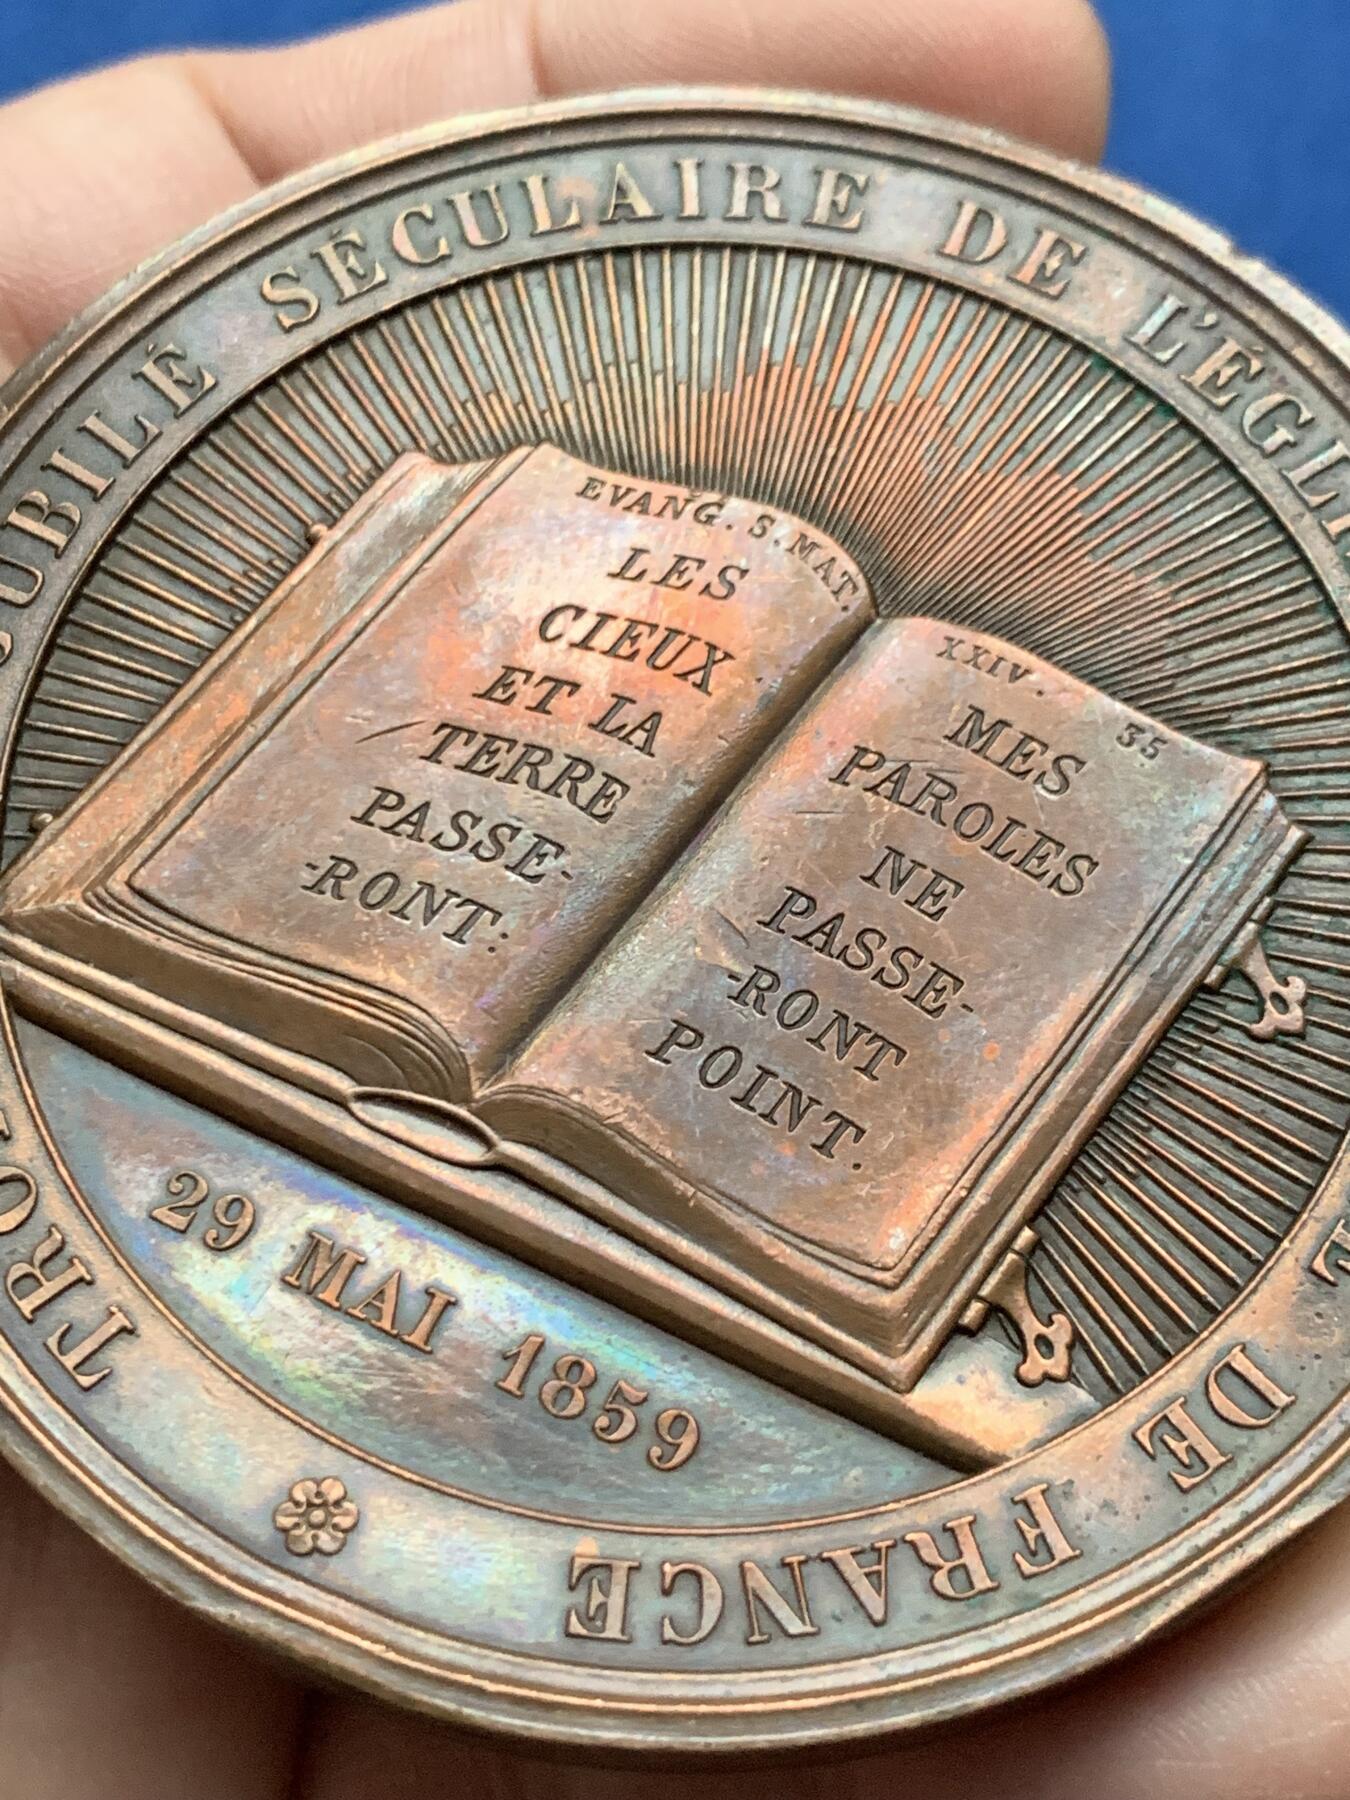 JUBILÉ SÉCULAIRE DE L'ÉGLI
DE FRANCE
EVANG. S. MAT.
LES
CIEUX
ET LA
TERRE
PASSE-
-RONT:
XXIV. 35
MES
PAROLES
NE
PASSE-
-RONT
POINT.
29 MAI 1859